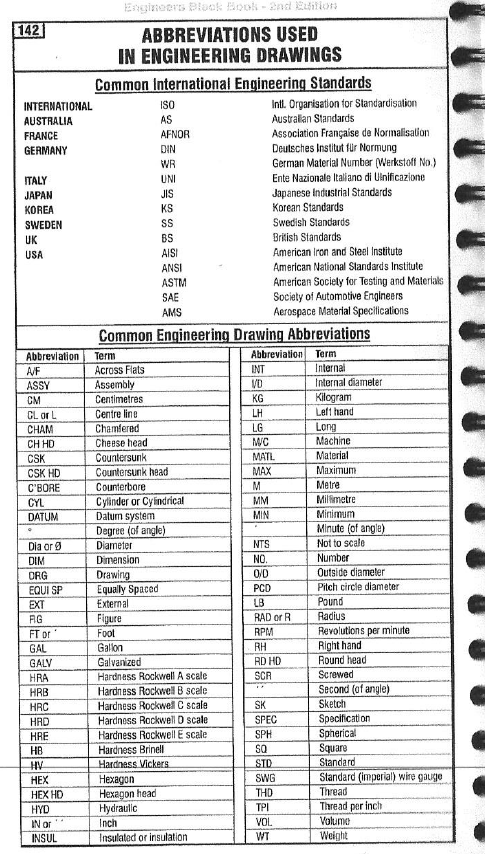 Engineers Black Book - 2nd Edition
142
ABBREVIATIONS USED
IN ENGINEERING DRAWINGS
Common International Engineering Standards
INTERNATIONAL ISO Intl. Organisation for Standardisation
AUSTRALIA AS Australian Standards
FRANCE AFNOR Association Française de Normalisation
GERMANY DIN Deutsches Institut für Normung
WR German Material Number (Werkstoff No.)
ITALY UNI Ente Nazionale Italiano di Uinificazione
JAPAN JIS Japanese Industrial Standards
KOREA KS Korean Standards
SWEDEN SS Swedish Standards
UK BS British Standards
USA AISI American Iron and Steel Institute
ANSI American National Standards Institute
ASTM American Society for Testing and Materials
SAE Society of Automotive Engineers
AMS Aerospace Material Specifications
Common Engineering Drawing Abbreviations
Abbreviation Term
A/F Across Flats
ASSY Assembly
CM Centimetres
CL or L Centre line
CHAM Chamfered
CH HD Cheese head
CSK Countersunk
CSK HD Countersunk head
C'BORE Counterbore
CYL Cylinder or Cylindrical
DATUM Datum system
° Degree (of angle)
Dia or Ø Diameter
DIM Dimension
DRG Drawing
EQUI SP Equally Spaced
EXT External
FIG Figure
FT or ' Foot
GAL Gallon
GALV Galvanized
HRA Hardness Rockwell A scale
HRB Hardness Rockwell B scale
HRC Hardness Rockwell C scale
HRD Hardness Rockwell D scale
HRE Hardness Rockwell E scale
HB Hardness Brinell
HV Hardness Vickers
HEX Hexagon
HEX HD Hexagon head
HYD Hydraulic
IN or '' Inch
INSUL Insulated or insulation
Abbreviation Term
INT Internal
I/D Internal diameter
KG Kilogram
LH Left hand
LG Long
M/C Machine
MATL Material
MAX Maximum
M Metre
MM Millimetre
MIN Minimum
' Minute (of angle)
NTS Not to scale
NO. Number
O/D Outside diameter
PCD Pitch circle diameter
LB Pound
RAD or R Radius
RPM Revolutions per minute
RH Right hand
RD HD Round head
SCR Screwed
'' Second (of angle)
SK Sketch
SPEC Specification
SPH Spherical
SQ Square
STD Standard
SWG Standard (imperial) wire gauge
THD Thread
TPI Thread per inch
VOL Volume
WT Weight